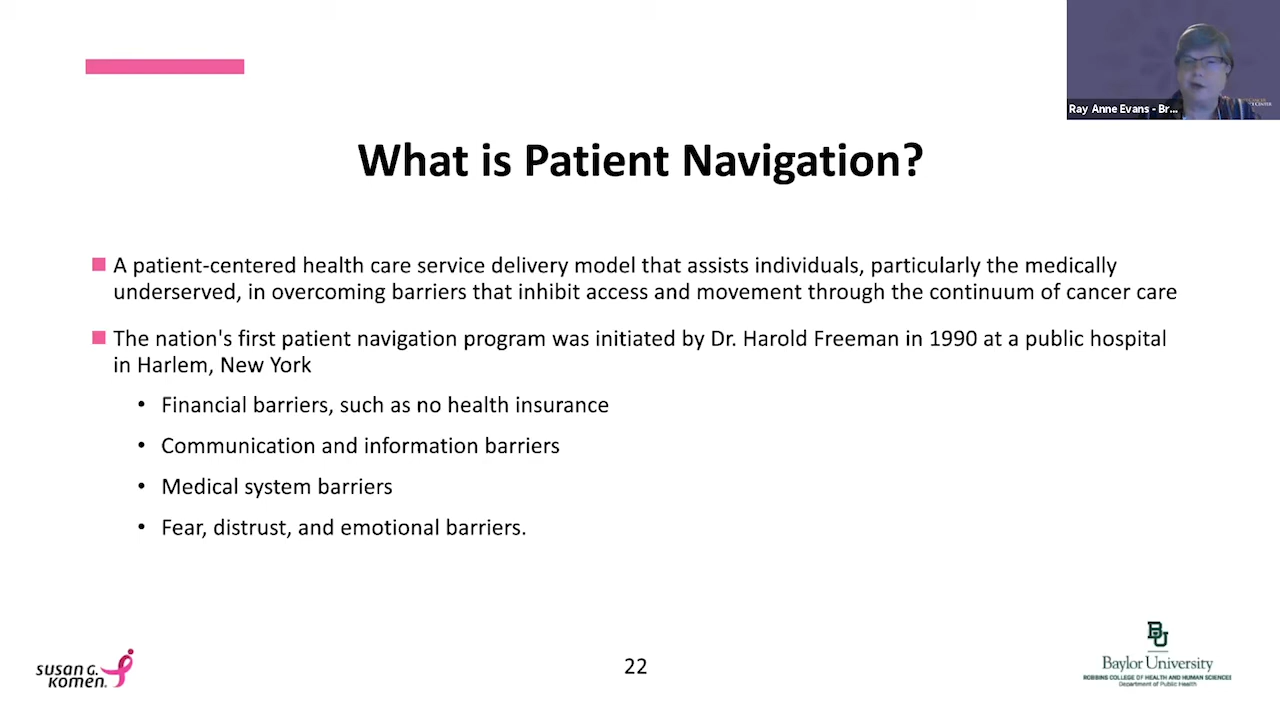 Ray Anne Evans - Br...
What is Patient Navigation?
A patient-centered health care service delivery model that assists individuals, particularly the medically
underserved, in overcoming barriers that inhibit access and movement through the continuum of cancer care
The nation's first patient navigation program was initiated by Dr. Harold Freeman in 1990 at a public hospital
in Harlem, New York
• Financial barriers, such as no health insurance
• Communication and information barriers
• Medical system barriers
• Fear, distrust, and emotional barriers.
susan G.
komen.
22
BU
Baylor University
ROBBINS COLLEGE OF HEALTH AND HUMAN SCIENCES
Department of Public Health